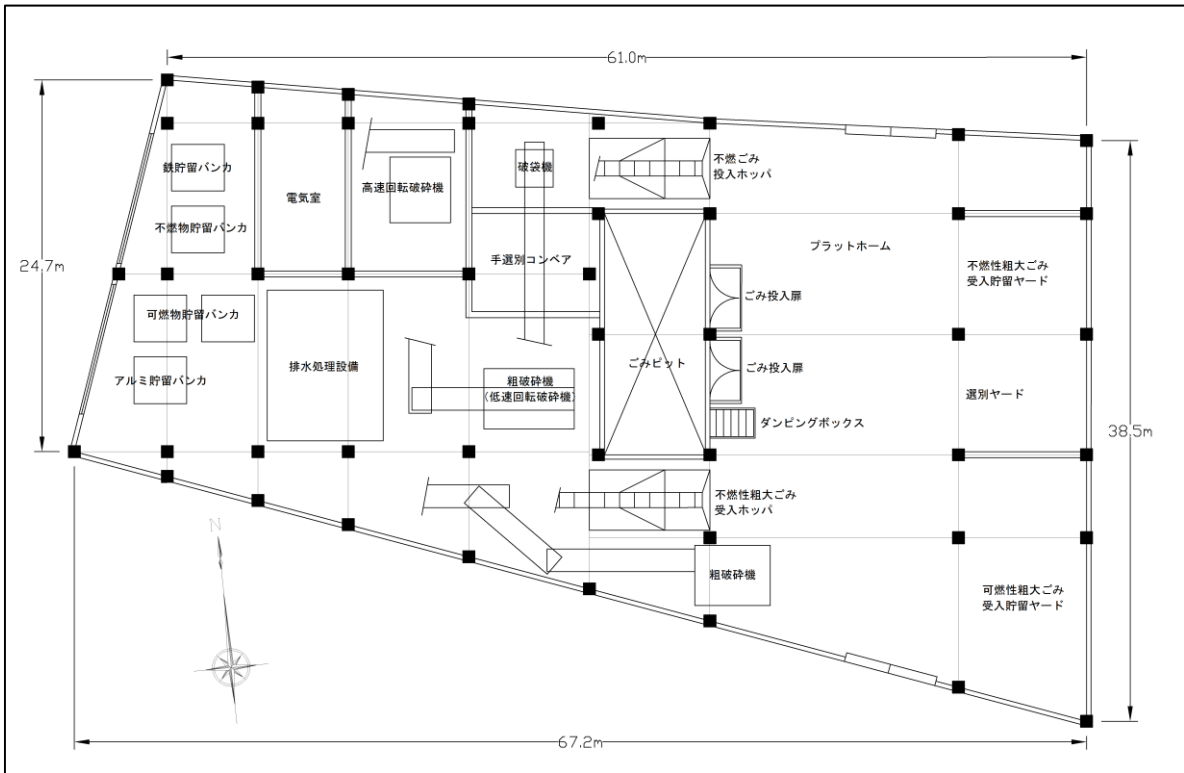 61.0m
鉄貯留バンカ
不燃物貯留バンカ
電気室
高速回転破砕機
破袋機
不燃ごみ
投入ホッパ
プラットホーム
手選別コンベア
24.7m
可燃物貯留バンカ
アルミ貯留バンカ
排水処理設備
粗破砕機
(低速回転破砕機)
ごみピット
ごみ投入扉
ごみ投入扉
ダンピングボックス
不燃性粗大ごみ
受入貯留ヤード
選別ヤード
38.5m
不燃性粗大ごみ
受入ホッパ
粗破砕機
可燃性粗大ごみ
受入貯留ヤード
N
67.2m